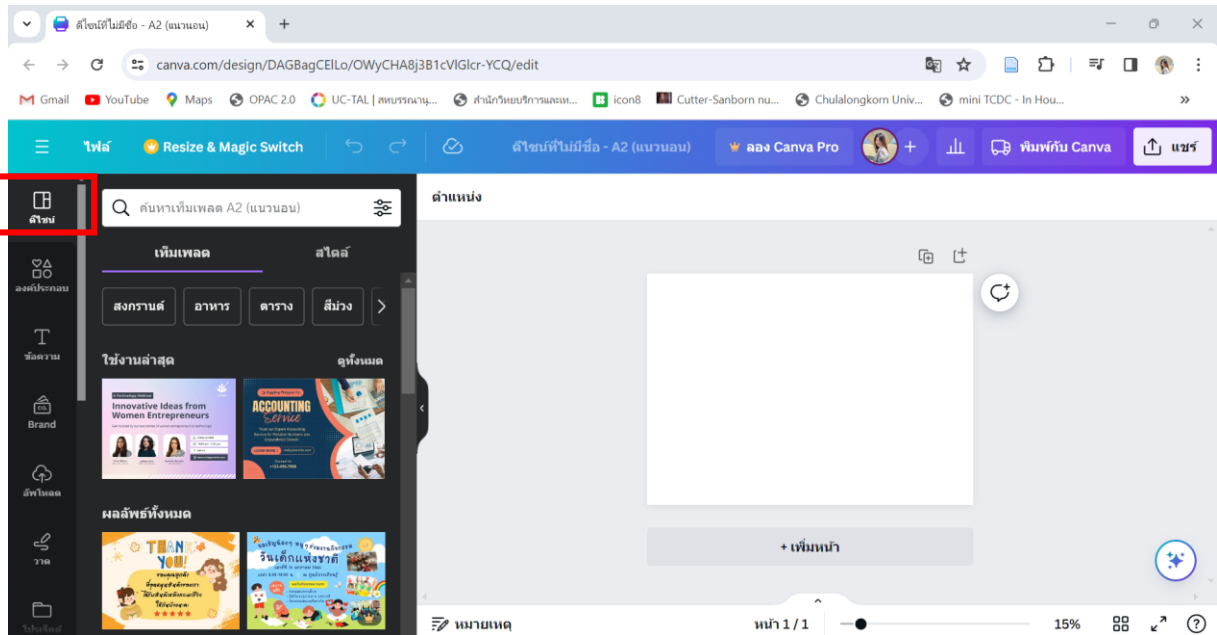 ดีไซน์ที่ไม่มีชื่อ - A2 (แนวนอน)
canva.com/design/DAGBagCElLo/OWyCHA8j3B1cVlGlcr-YCQ/edit
Gmail YouTube Maps OPAC 2.0 UC-TAL | สหบรรณานุ... สำนักวิทยบริการและเท... icon8 Cutter-Sanborn nu... Chulalongkorn Univ... mini TCDC - In Hou...
ไฟล์ Resize & Magic Switch ดีไซน์ที่ไม่มีชื่อ - A2 (แนวนอน) ลอง Canva Pro พิมพ์กับ Canva แชร์
ดีไซน์
องค์ประกอบ
ข้อความ
Brand
อัพโหลด
วาด
โปรเจ็กต์
ค้นหาเท็มเพลต A2 (แนวนอน)
เท็มเพลต สไตล์
สงกรานต์ อาหาร ตาราง สีม่วง
ใช้งานล่าสุด ดูทั้งหมด
Innovative Ideas from
Women Entrepreneurs
ACCOUNTING
Service
ผลลัพธ์ทั้งหมด
THANK
YOU!
วันเด็กแห่งชาติ
ตำแหน่ง
+ เพิ่มหน้า
หมายเหตุ หน้า 1 / 1 15%